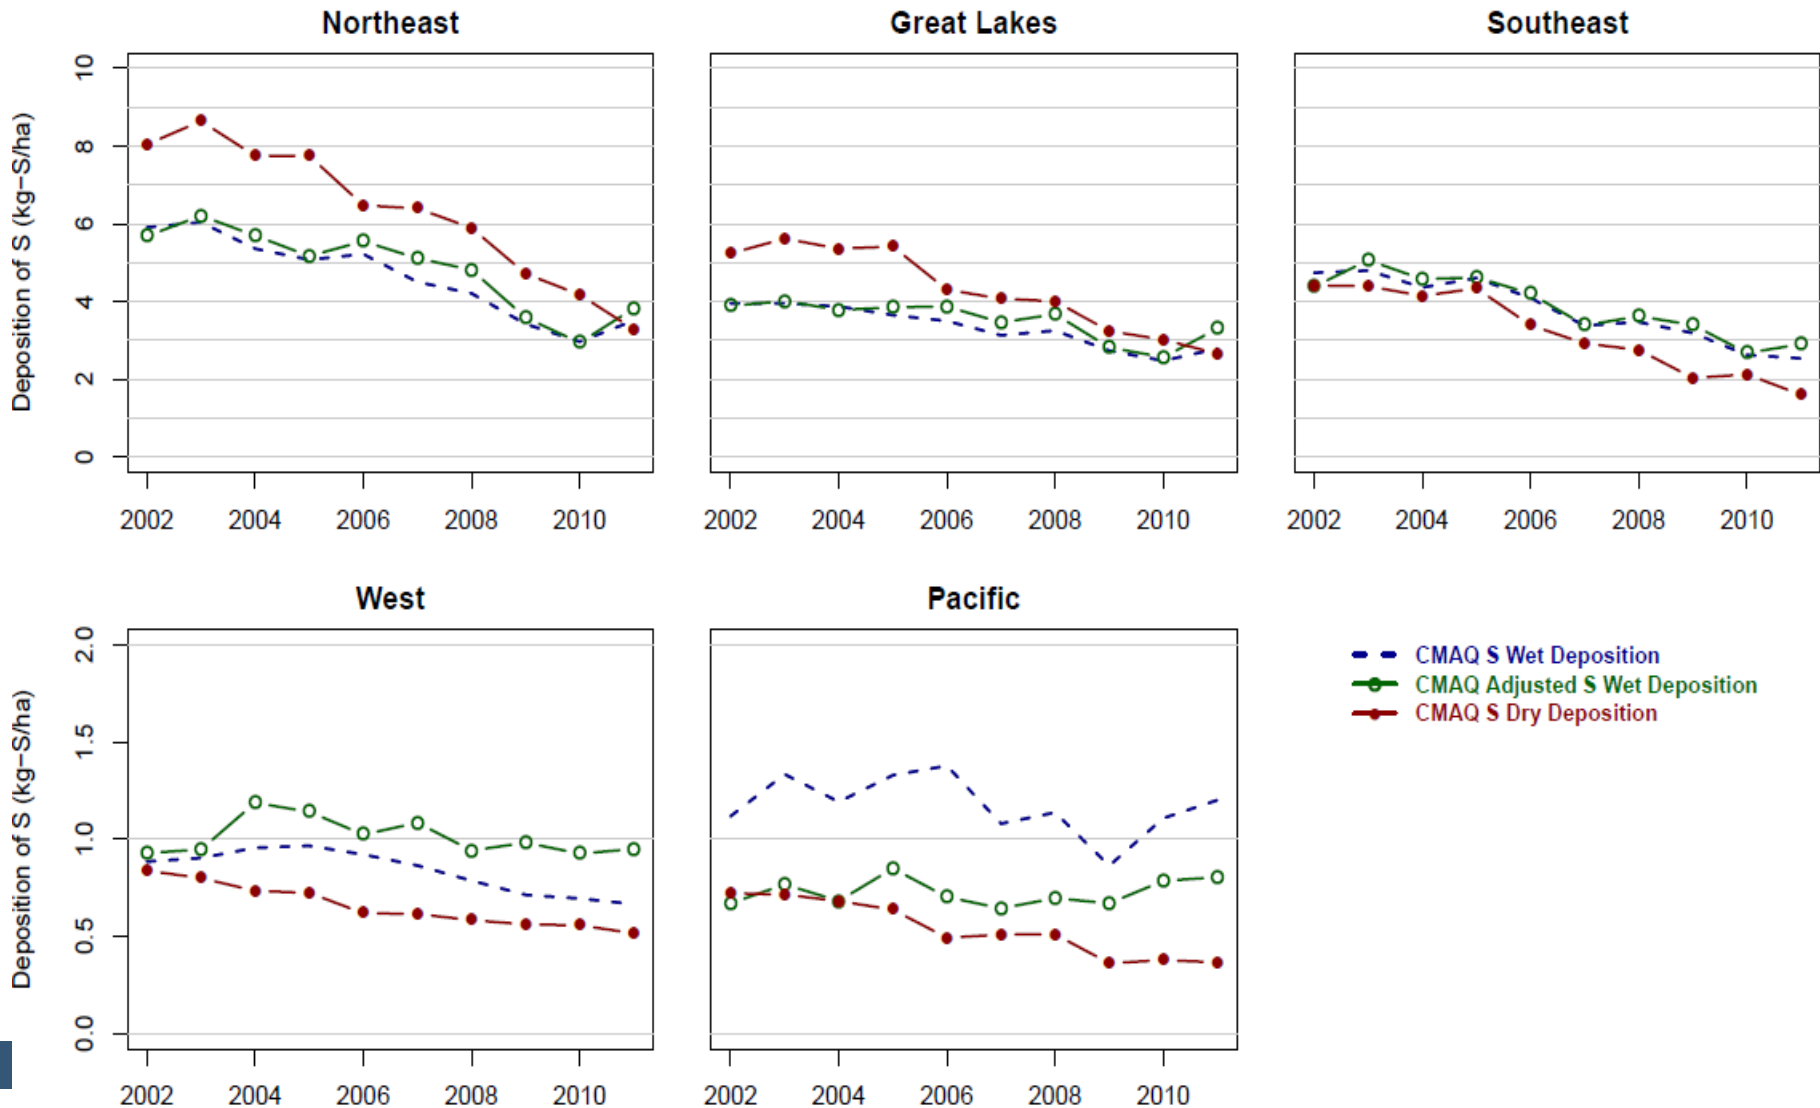 Northeast
Great Lakes
Southeast
Deposition of S (kg−S/ha)
10
8
6
4
2
0
2002 2004 2006 2008 2010
2002 2004 2006 2008 2010
2002 2004 2006 2008 2010
West
Pacific
Deposition of S (kg−S/ha)
2.0
1.5
1.0
0.5
0.0
2002 2004 2006 2008 2010
2002 2004 2006 2008 2010
CMAQ S Wet Deposition
CMAQ Adjusted S Wet Deposition
CMAQ S Dry Deposition